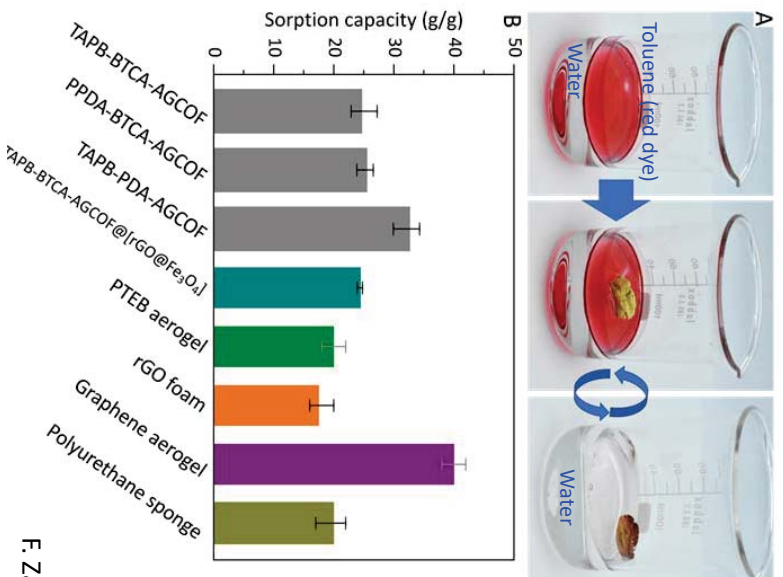 A
Toluene (red dye)
Water
Water
B
Sorption capacity (g/g)
50
40
30
20
10
0
TAPB-BTCA-AGCOF
PPDA-BTCA-AGCOF
TAPB-PDA-AGCOF
TAPB-BTCA-AGCOF@[rGO@Fe₃O₄]
PTEB aerogel
rGO foam
Graphene aerogel
Polyurethane sponge